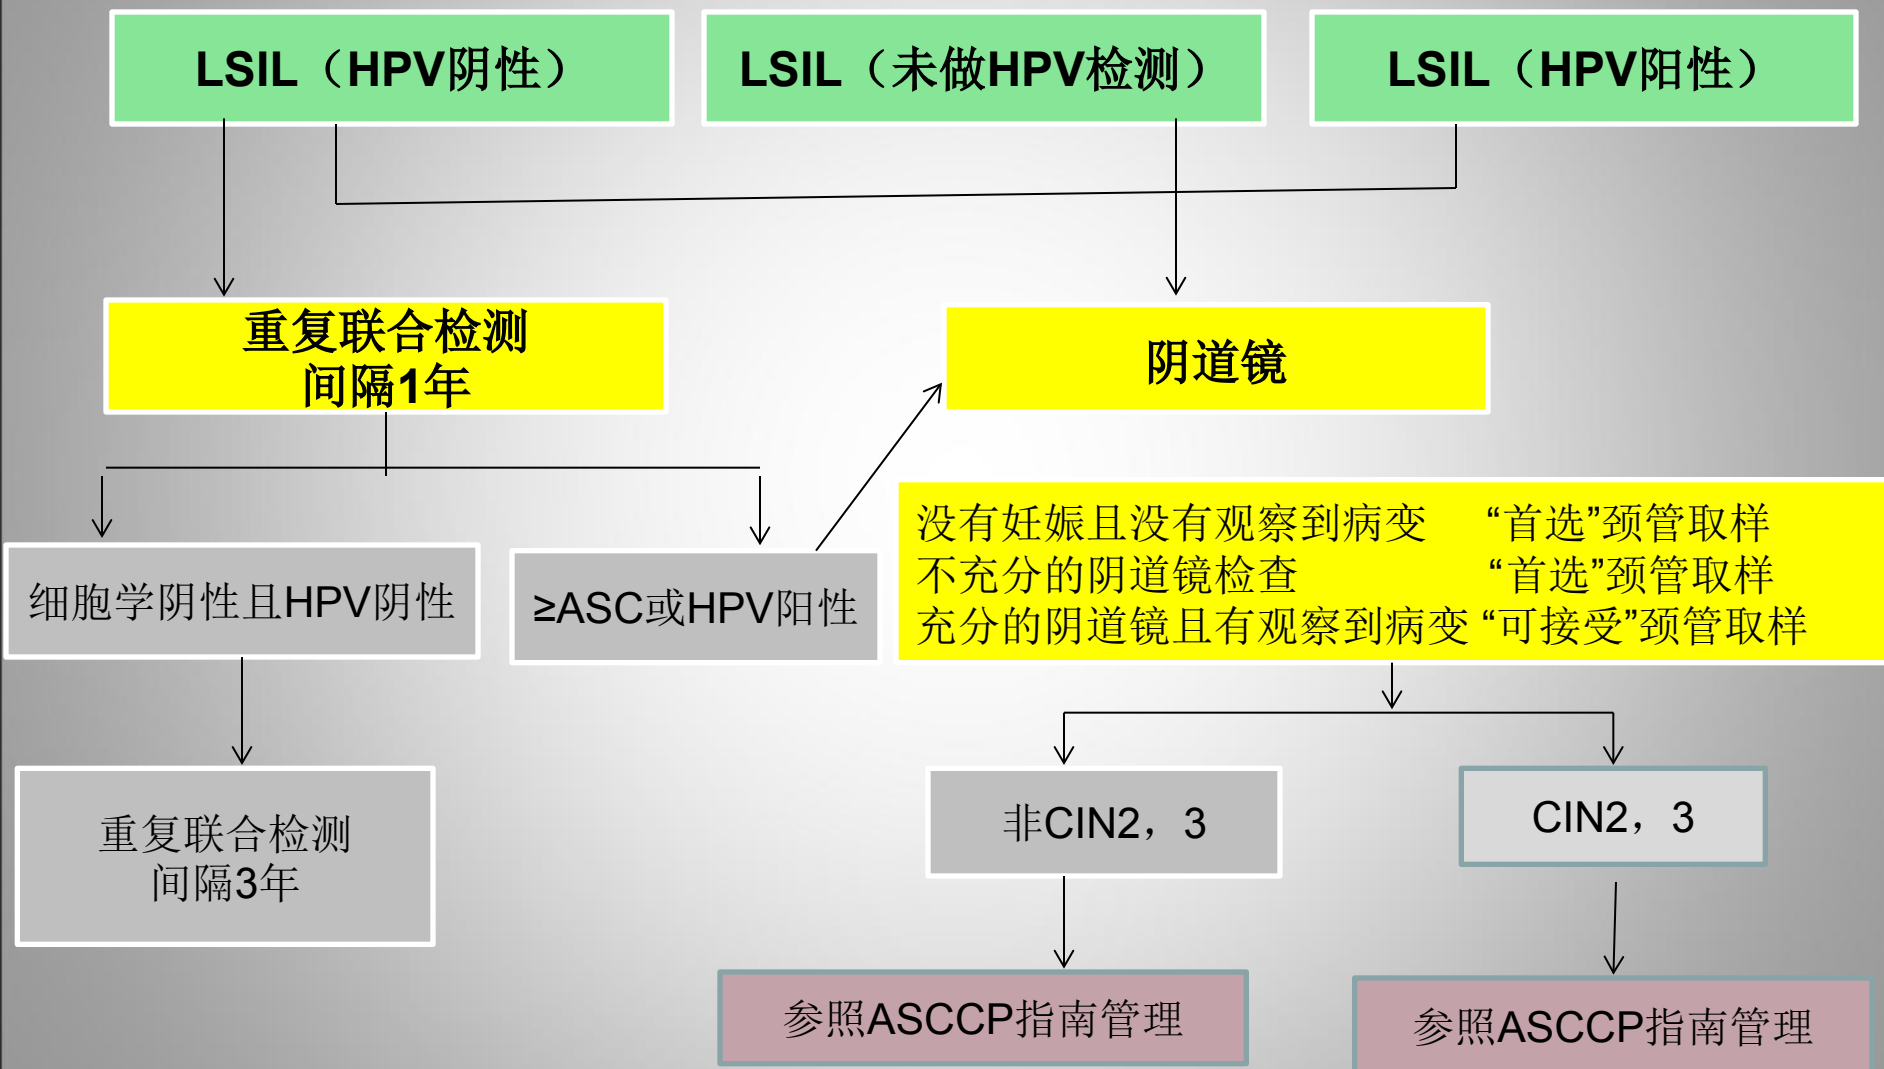 LSIL（HPV阴性）
LSIL（未做HPV检测）
LSIL（HPV阳性）
重复联合检测
间隔1年
阴道镜
没有妊娠且没有观察到病变 “首选”颈管取样
不充分的阴道镜检查 “首选”颈管取样
充分的阴道镜且有观察到病变 “可接受”颈管取样
细胞学阴性且HPV阴性
≥ASC或HPV阳性
重复联合检测
间隔3年
非CIN2，3
CIN2，3
参照ASCCP指南管理
参照ASCCP指南管理